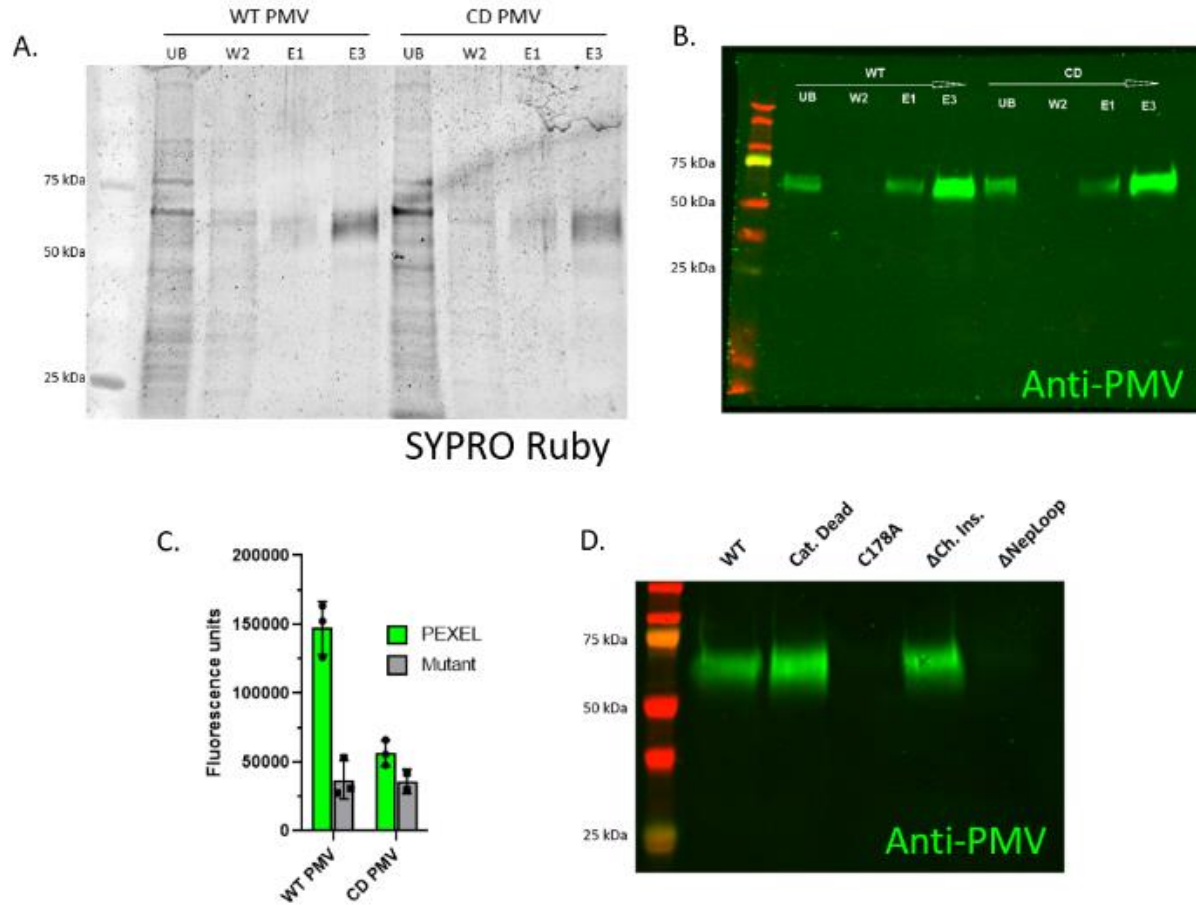 A.
WT PMV CD PMV
UB W2 E1 E3 UB W2 E1 E3
75 kDa
50 kDa
25 kDa
SYPRO Ruby
B.
WT CD
UB W2 E1 E3 UB W2 E1 E3
75 kDa
50 kDa
25 kDa
Anti-PMV
C.
200000
150000
100000
50000
0
Fluorescence units
PEXEL
Mutant
WT PMV
CD PMV
D.
WT
Cat. Dead
C178A
ΔCh. Ins.
ΔNepLoop
75 kDa
50 kDa
25 kDa
Anti-PMV